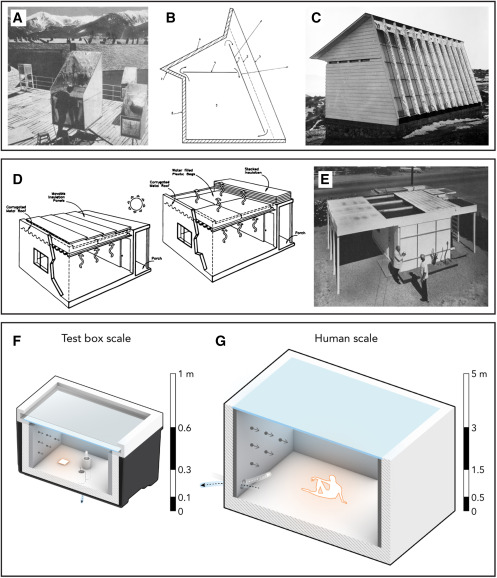 A
B
C
D
Corrugated
Metal Roof
Movable
Insulation
Panels
Porch
Corrugated
Metal Roof
Water Filled
Plastic Bags
Stacked
Insulation
Porch
E
F
Test box scale
1 m
0.6
0.3
0.1
0
G
Human scale
5 m
3
1.5
0.5
0